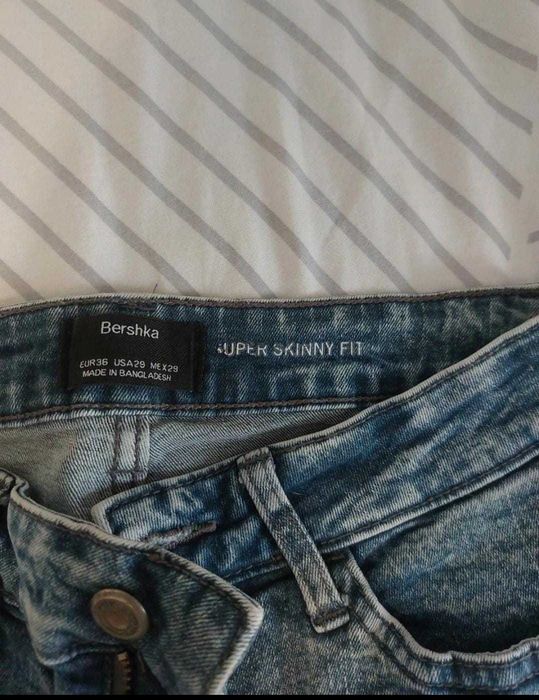 Bershka
EUR36 USA29 MEX29
MADE IN BANGLADESH
SUPER SKINNY FIT